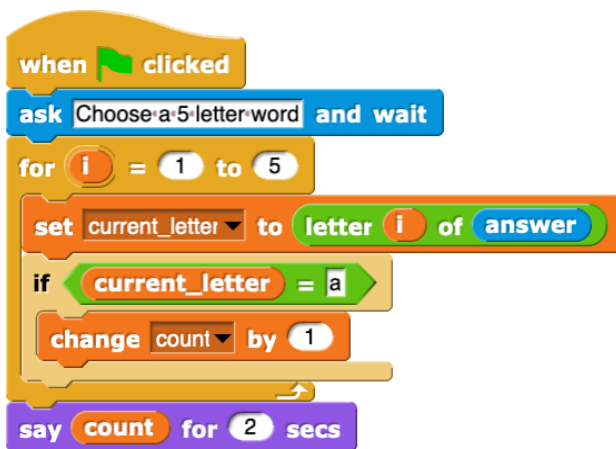 when clicked
ask Choose a 5 letter word and wait
for i = 1 to 5
set current_letter to letter i of answer
if current_letter = a
change count by 1
say count for 2 secs